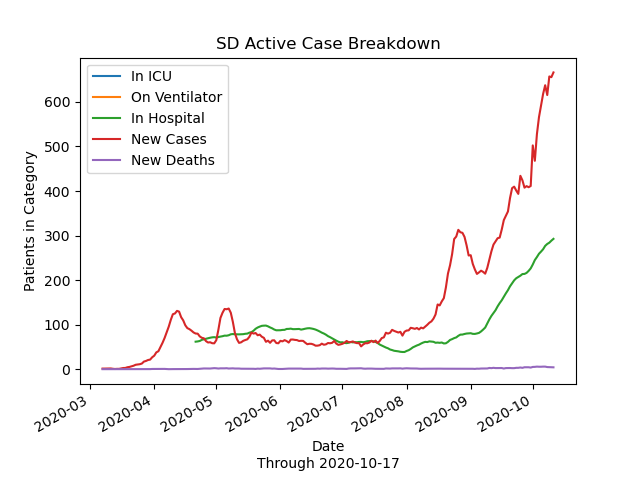 SD Active Case Breakdown
In ICU
On Ventilator
In Hospital
New Cases
New Deaths
Patients in Category
600
500
400
300
200
100
0
2020-03
2020-04
2020-05
2020-06
2020-07
2020-08
2020-09
2020-10
Date
Through 2020-10-17